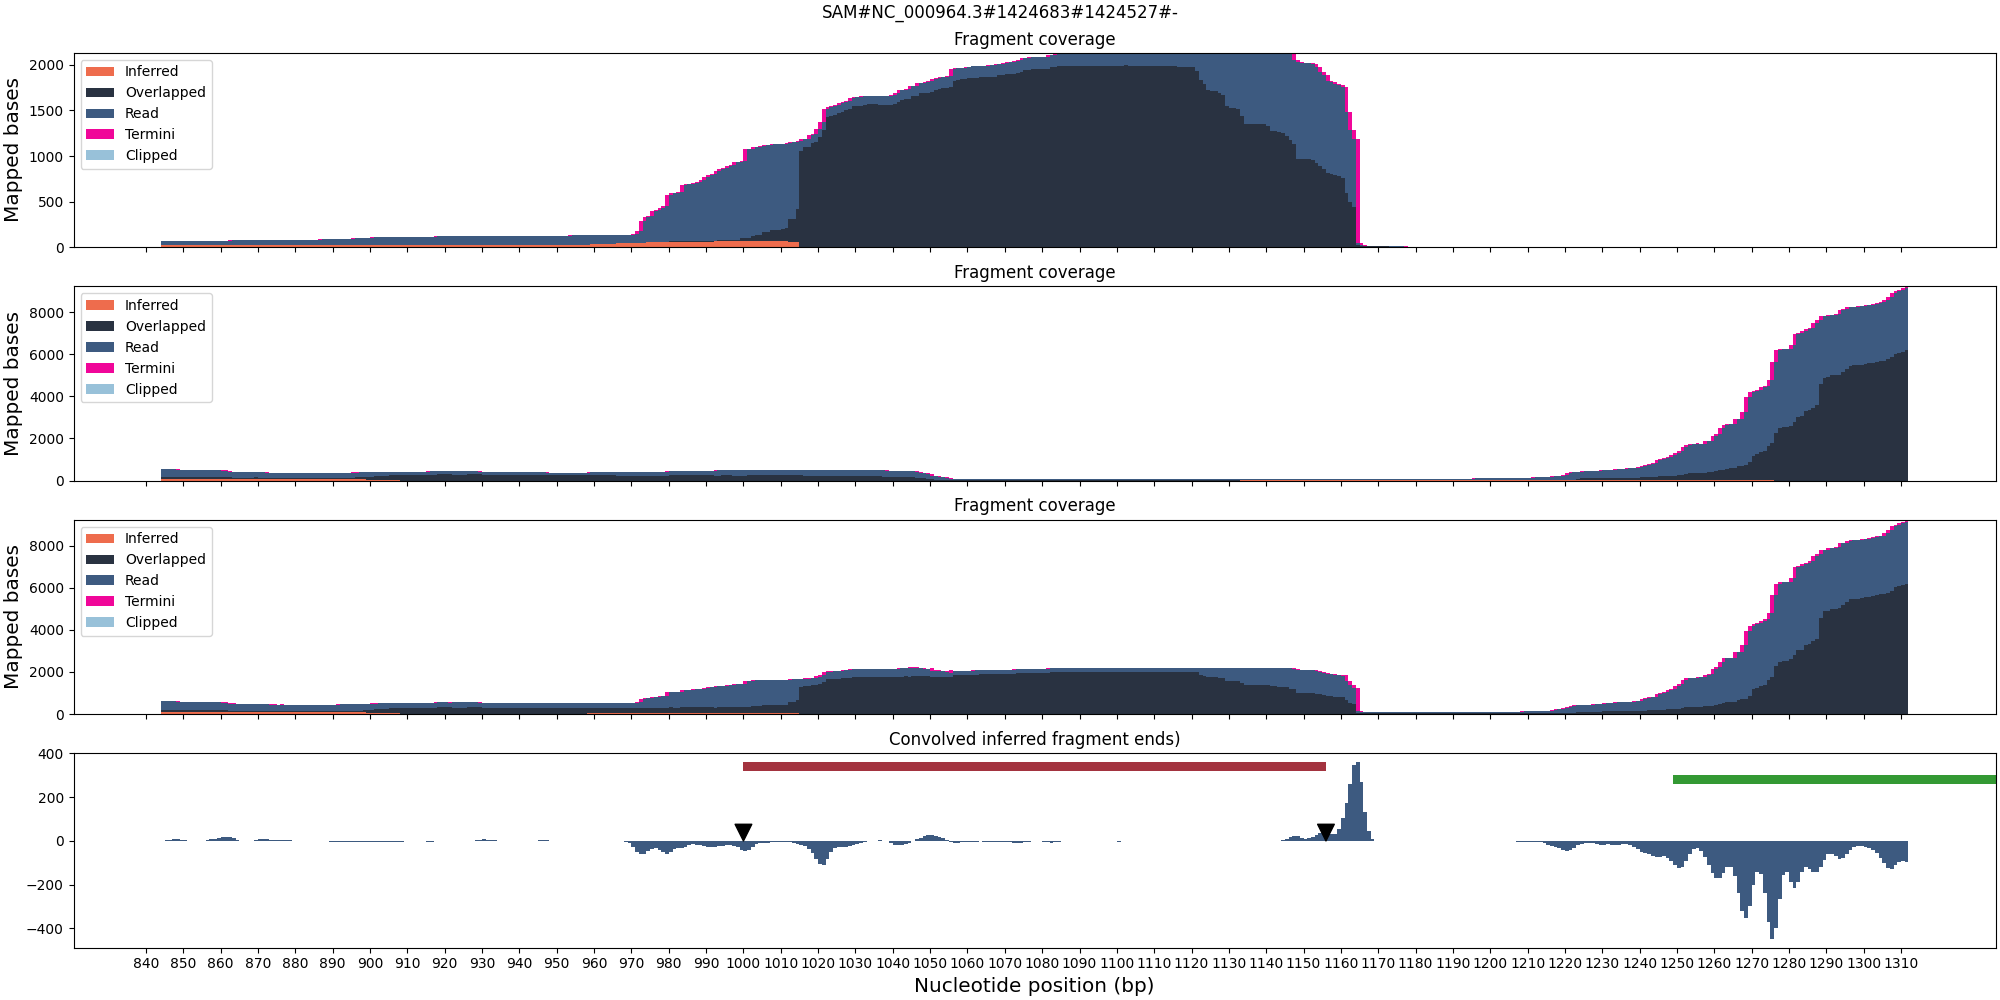 SAM#NC_000964.3#1424683#1424527#-
Fragment coverage
Mapped bases
2000
1500
1000
500
0
Inferred
Overlapped
Read
Termini
Clipped
Fragment coverage
Mapped bases
8000
6000
4000
2000
0
Inferred
Overlapped
Read
Termini
Clipped
Fragment coverage
Mapped bases
8000
6000
4000
2000
0
Inferred
Overlapped
Read
Termini
Clipped
Convolved inferred fragment ends)
400
200
0
−200
−400
840 850 860 870 880 890 900 910 920 930 940 950 960 970 980 990 1000 1010 1020 1030 1040 1050 1060 1070 1080 1090 1100 1110 1120 1130 1140 1150 1160 1170 1180 1190 1200 1210 1220 1230 1240 1250 1260 1270 1280 1290 1300 1310
Nucleotide position (bp)